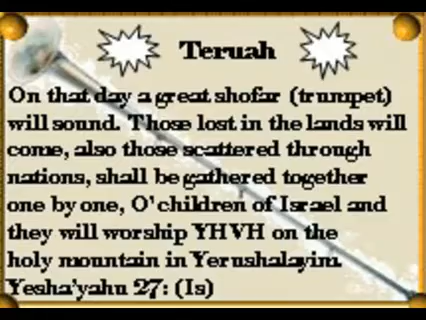 Teruah
On that day a great shofar (trumpet)
will sound. Those lost in the lands will
come, also those scattered through
nations, shall be gathered together
one by one, O'children of Israel and
they will worship YHVH on the
holy mountain in Yerushalayim.
Yesha'yahu 27: (Is)